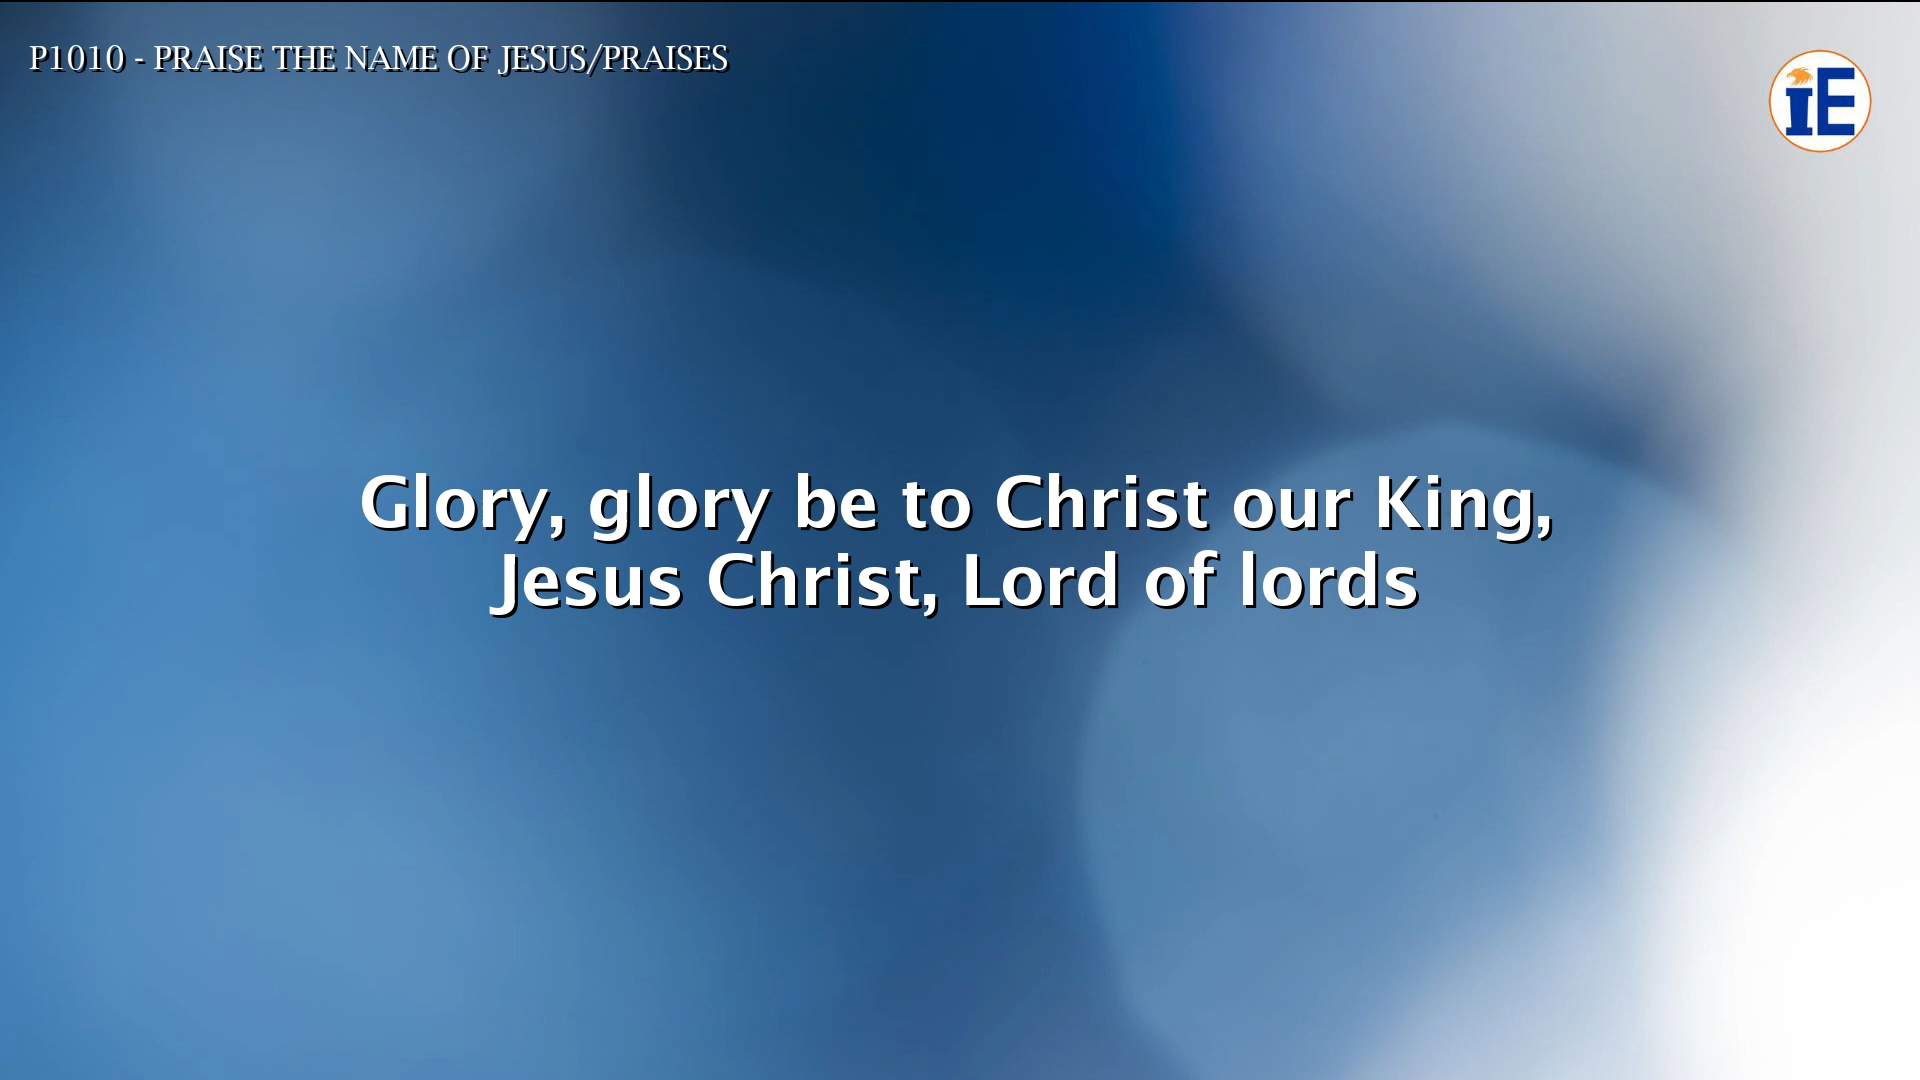 P1010 - PRAISE THE NAME OF JESUS/PRAISES
iE
Glory, glory be to Christ our King,
Jesus Christ, Lord of lords